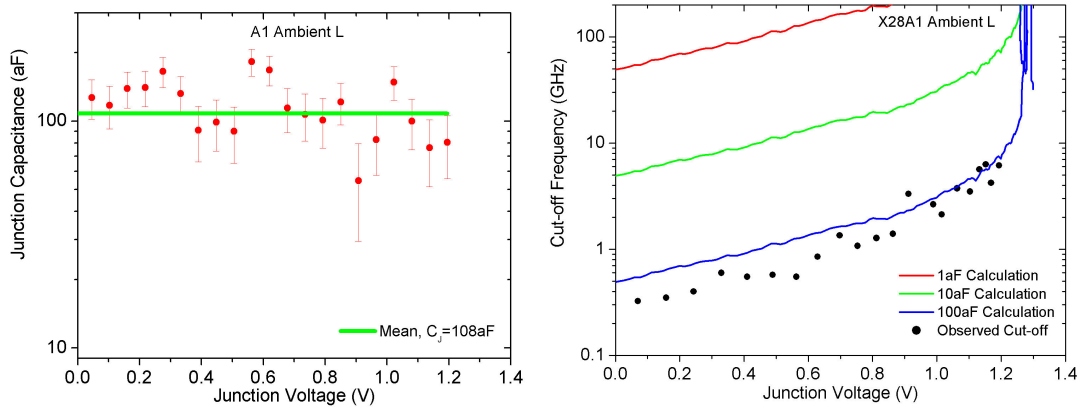 A1 Ambient L
Junction Capacitance (aF)
100
10
Mean, CJ=108aF
0.0 0.2 0.4 0.6 0.8 1.0 1.2 1.4
Junction Voltage (V)
X28A1 Ambient L
Cut-off Frequency (GHz)
100
10
1
0.1
1aF Calculation
10aF Calculation
100aF Calculation
Observed Cut-off
0.0 0.2 0.4 0.6 0.8 1.0 1.2 1.4
Junction Voltage (V)